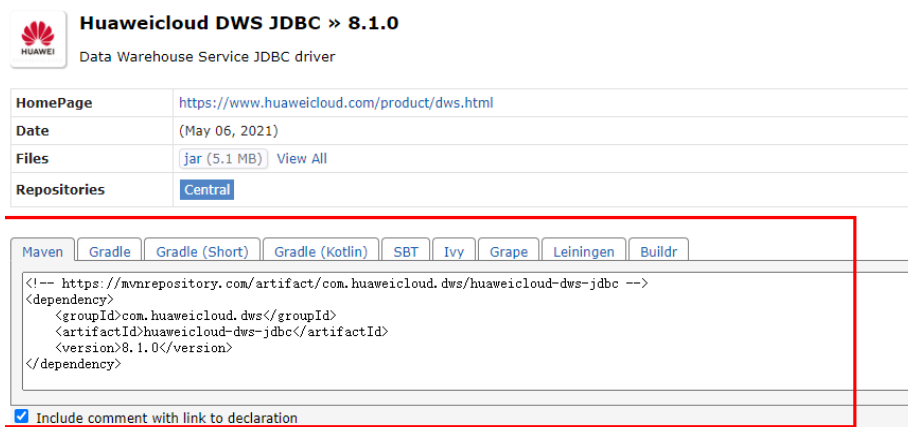 HUAWEI
Huaweicloud DWS JDBC » 8.1.0
Data Warehouse Service JDBC driver
HomePage https://www.huaweicloud.com/product/dws.html
Date (May 06, 2021)
Files jar (5.1 MB) View All
Repositories Central
Maven Gradle Gradle (Short) Gradle (Kotlin) SBT Ivy Grape Leiningen Buildr
<!-- https://mvnrepository.com/artifact/com.huaweicloud.dws/huaweicloud-dws-jdbc -->
<dependency>
    <groupId>com.huaweicloud.dws</groupId>
    <artifactId>huaweicloud-dws-jdbc</artifactId>
    <version>8.1.0</version>
</dependency>
Include comment with link to declaration